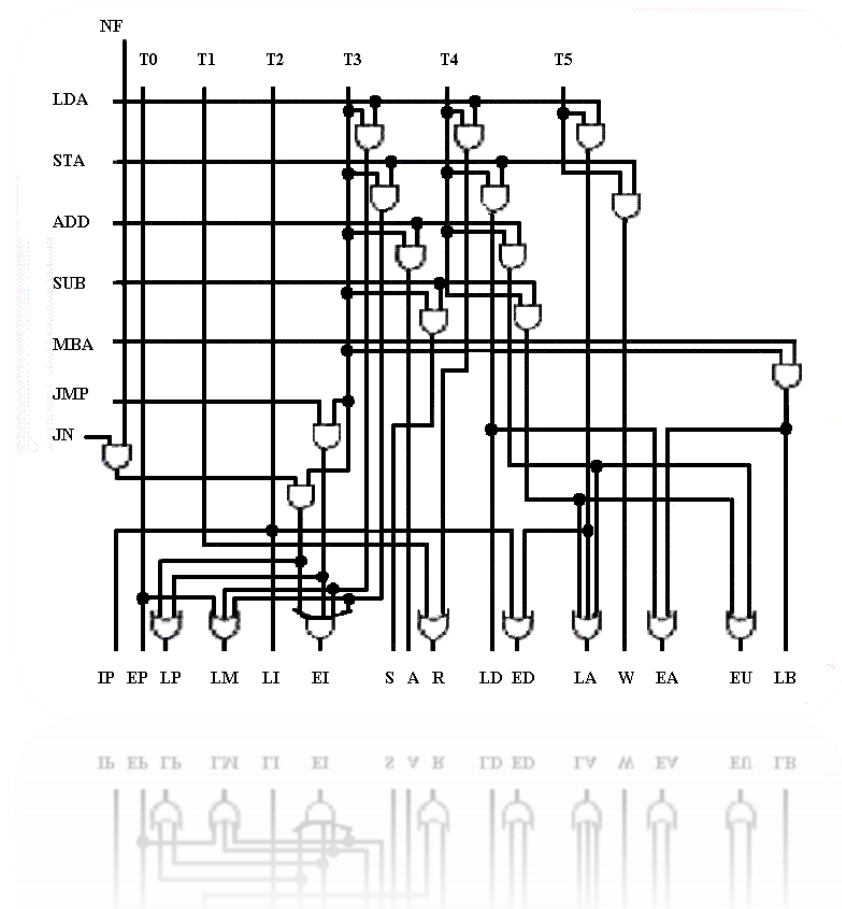 NF
T0 T1 T2 T3 T4 T5
LDA
STA
ADD
SUB
MBA
JMP
JN
IP EP LP LM LI EI S A R LD ED LA W EA EU LB